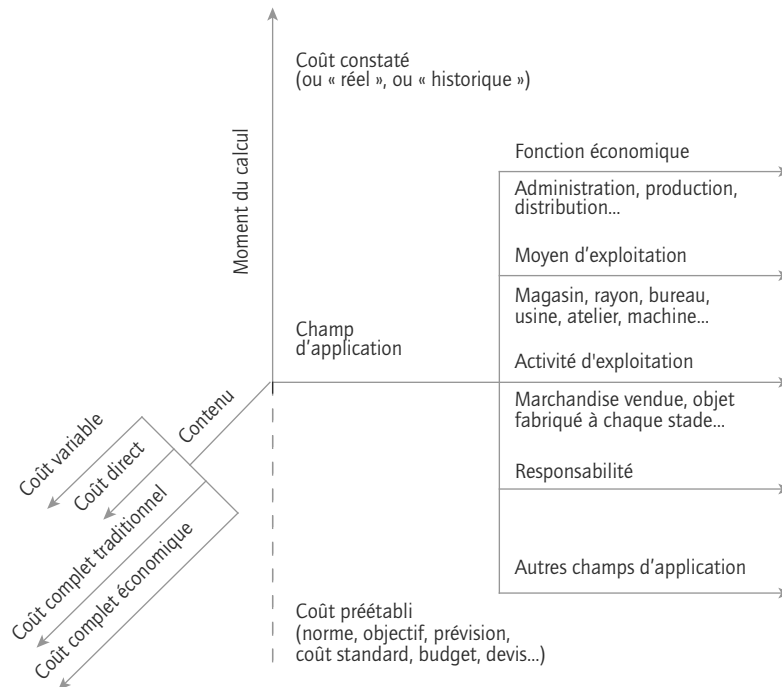 Coût constaté
(ou « réel », ou « historique »)
Moment du calcul
Fonction économique
Administration, production,
distribution...
Moyen d’exploitation
Magasin, rayon, bureau,
usine, atelier, machine...
Champ
d’application
Activité d'exploitation
Marchandise vendue, objet
fabriqué à chaque stade...
Responsabilité
Autres champs d’application
Contenu
Coût variable
Coût direct
Coût complet traditionnel
Coût complet économique
Coût préétabli
(norme, objectif, prévision,
coût standard, budget, devis...)